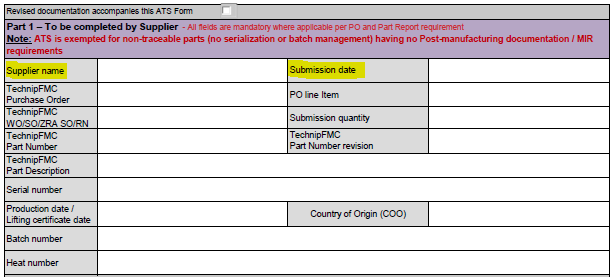 Revised documentation accompanies this ATS Form
Part 1 – To be completed by Supplier - All fields are mandatory where applicable per PO and Part Report requirement
Note: ATS is exempted for non-traceable parts (no serialization or batch management) having no Post-manufacturing documentation / MIR
requirements
Supplier name
Submission date
TechnipFMC
Purchase Order
PO line Item
TechnipFMC
WO/SO/ZRA SO/RN
Submission quantity
TechnipFMC
Part Number
TechnipFMC
Part Number revision
TechnipFMC
Part Description
Serial number
Production date /
Lifting certificate date
Country of Origin (COO)
Batch number
Heat number